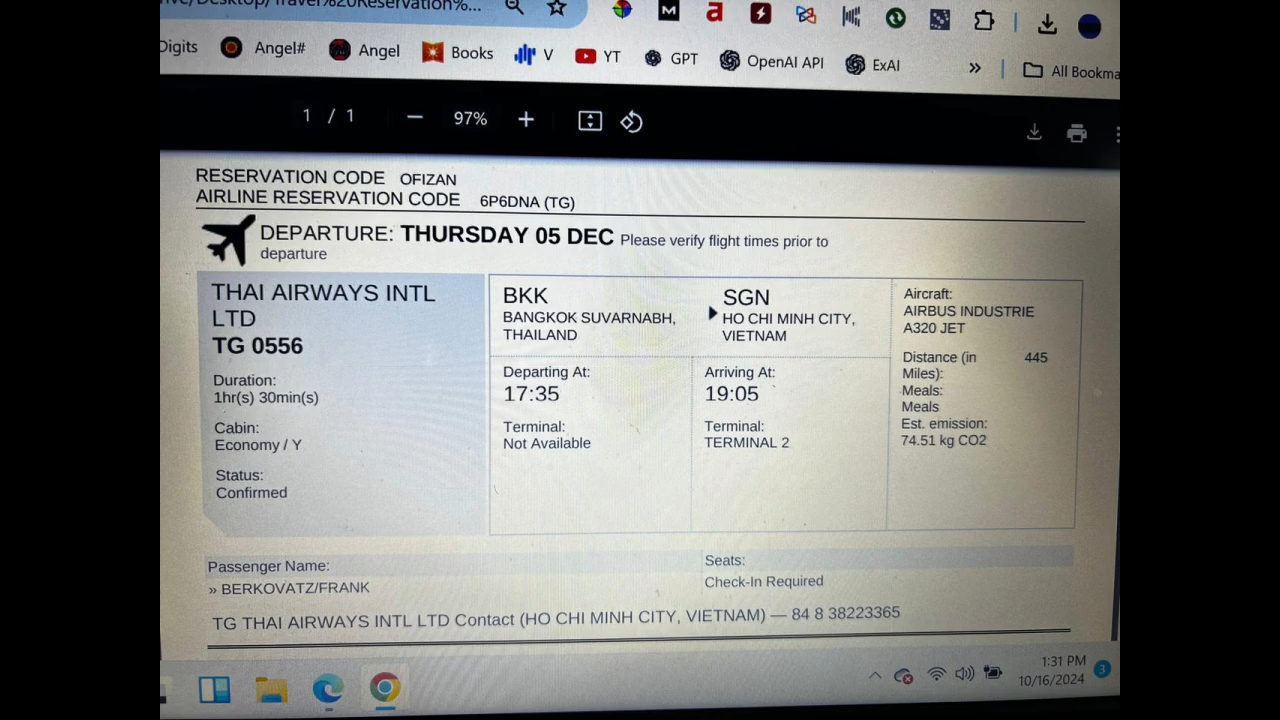 ive/Desktop/Travel%20Reservation%...
Digits Angel# Angel Books V YT GPT OpenAI API ExAI » All Bookma
1 / 1 — 97% +
RESERVATION CODE OFIZAN
AIRLINE RESERVATION CODE 6P6DNA (TG)
DEPARTURE: THURSDAY 05 DEC Please verify flight times prior to
departure
THAI AIRWAYS INTL
LTD
TG 0556
Duration:
1hr(s) 30min(s)
Cabin:
Economy / Y
Status:
Confirmed
BKK
BANGKOK SUVARNABH,
THAILAND
SGN
HO CHI MINH CITY,
VIETNAM
Departing At:
17:35
Terminal:
Not Available
Arriving At:
19:05
Terminal:
TERMINAL 2
Aircraft:
AIRBUS INDUSTRIE
A320 JET
Distance (in 445
Miles):
Meals:
Meals
Est. emission:
74.51 kg CO2
Passenger Name:
» BERKOVATZ/FRANK
Seats:
Check-In Required
TG THAI AIRWAYS INTL LTD Contact (HO CHI MINH CITY, VIETNAM) — 84 8 38223365
1:31 PM
10/16/2024
3